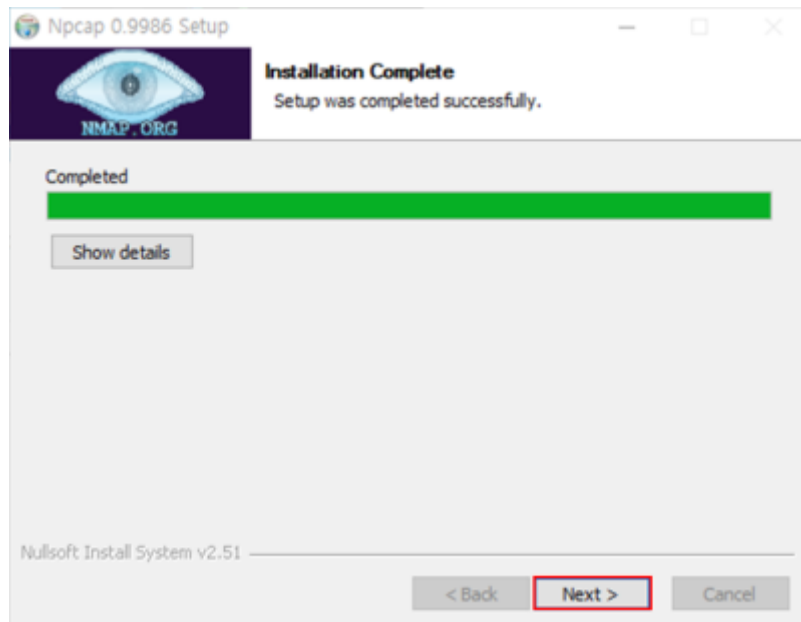 Npcap 0.9986 Setup
Installation Complete
Setup was completed successfully.
NMAP.ORG
Completed
Show details
Nullsoft Install System v2.51
< Back
Next >
Cancel